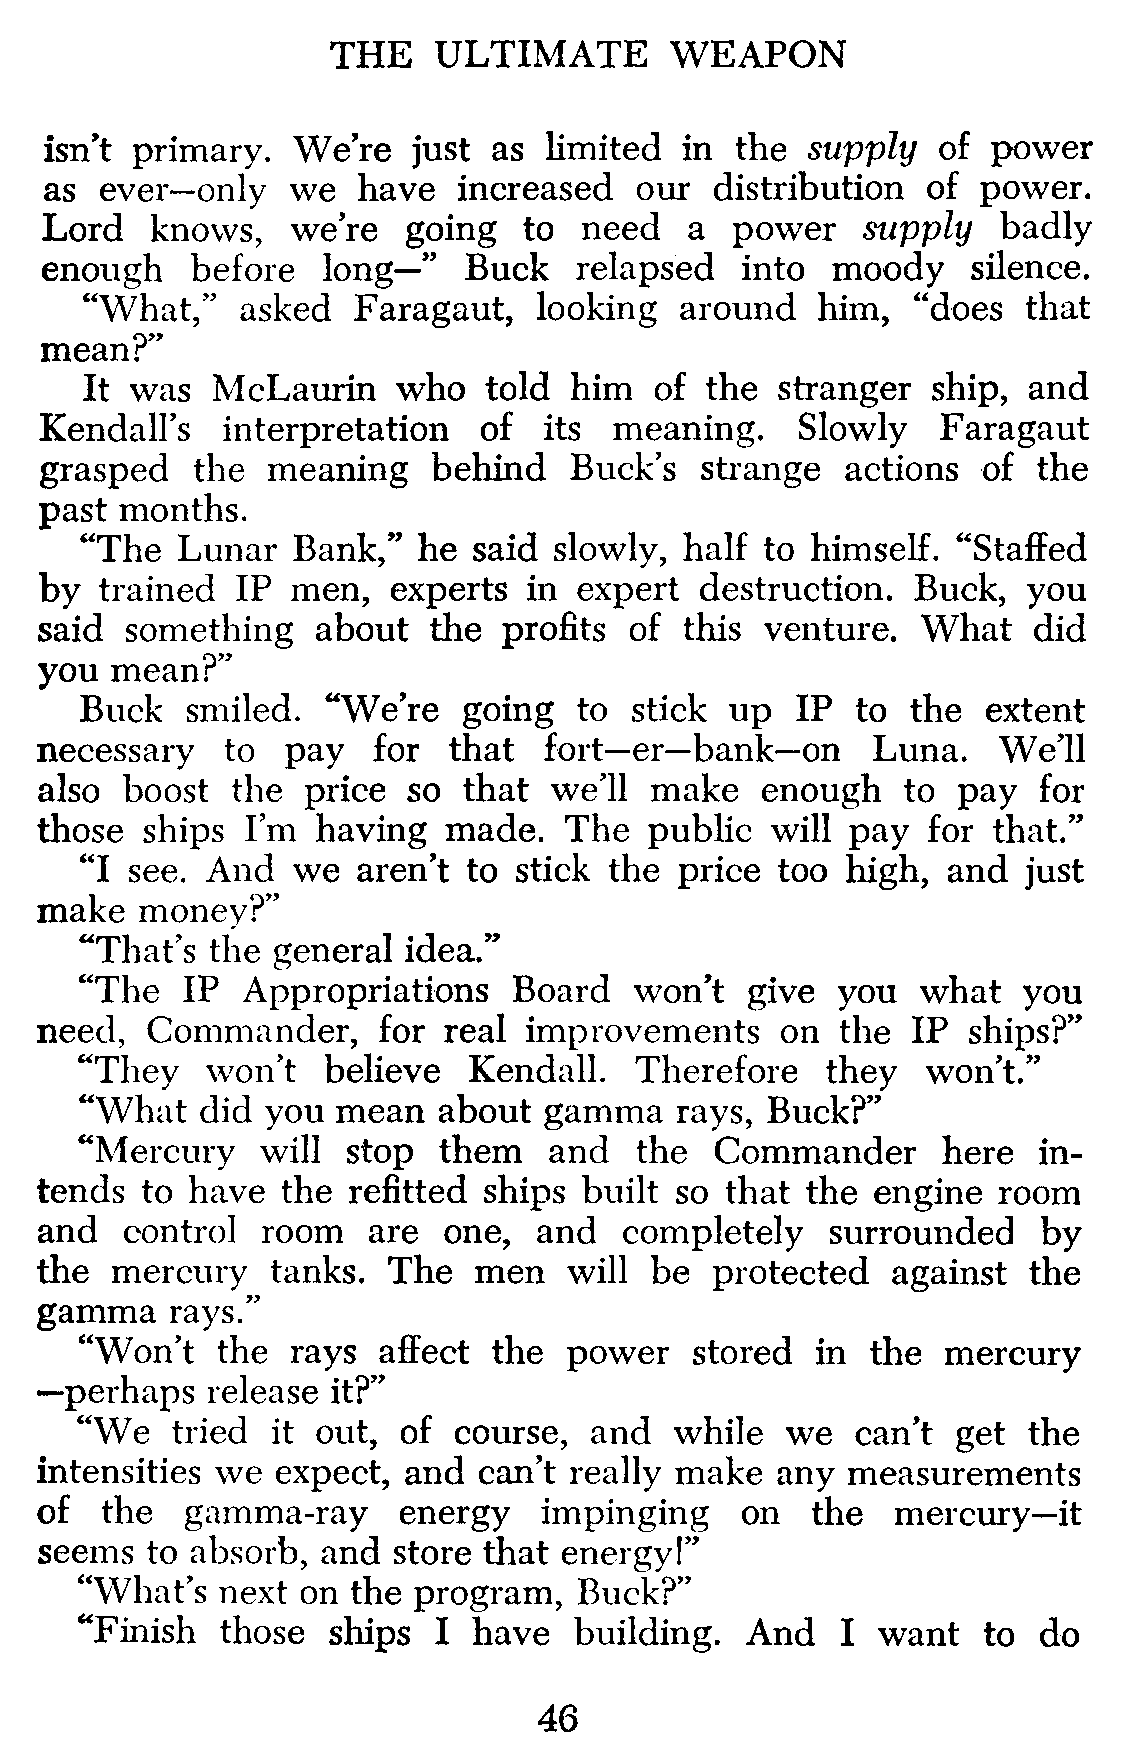 THE ULTIMATE WEAPON
isn't primary. We're just as limited in the supply of power
as ever—only we have increased our distribution of power.
Lord knows, we're going to need a power supply badly
enough before long—" Buck relapsed into moody silence.
"What," asked Faragaut, looking around him, "does that
mean?"
It was McLaurin who told him of the stranger ship, and
Kendall's interpretation of its meaning. Slowly Faragaut
grasped the meaning behind Buck's strange actions of the
past months.
"The Lunar Bank," he said slowly, half to himself. "Staffed
by trained IP men, experts in expert destruction. Buck, you
said something about the profits of this venture. What did
you mean?"
Buck smiled. "We're going to stick up IP to the extent
necessary to pay for that fort—er—bank—on Luna. We'll
also boost the price so that we'll make enough to pay for
those ships I'm having made. The public will pay for that."
"I see. And we aren't to stick the price too high, and just
make money?"
"That's the general idea."
"The IP Appropriations Board won't give you what you
need, Commander, for real improvements on the IP ships?"
"They won't believe Kendall. Therefore they won't."
"What did you mean about gamma rays, Buck?"
"Mercury will stop them and the Commander here in-
tends to have the refitted ships built so that the engine room
and control room are one, and completely surrounded by
the mercury tanks. The men will be protected against the
gamma rays."
"Won't the rays affect the power stored in the mercury
—perhaps release it?"
"We tried it out, of course, and while we can't get the
intensities we expect, and can't really make any measurements
of the gamma-ray energy impinging on the mercury—it
seems to absorb, and store that energy!"
"What's next on the program, Buck?"
"Finish those ships I have building. And I want to do
46